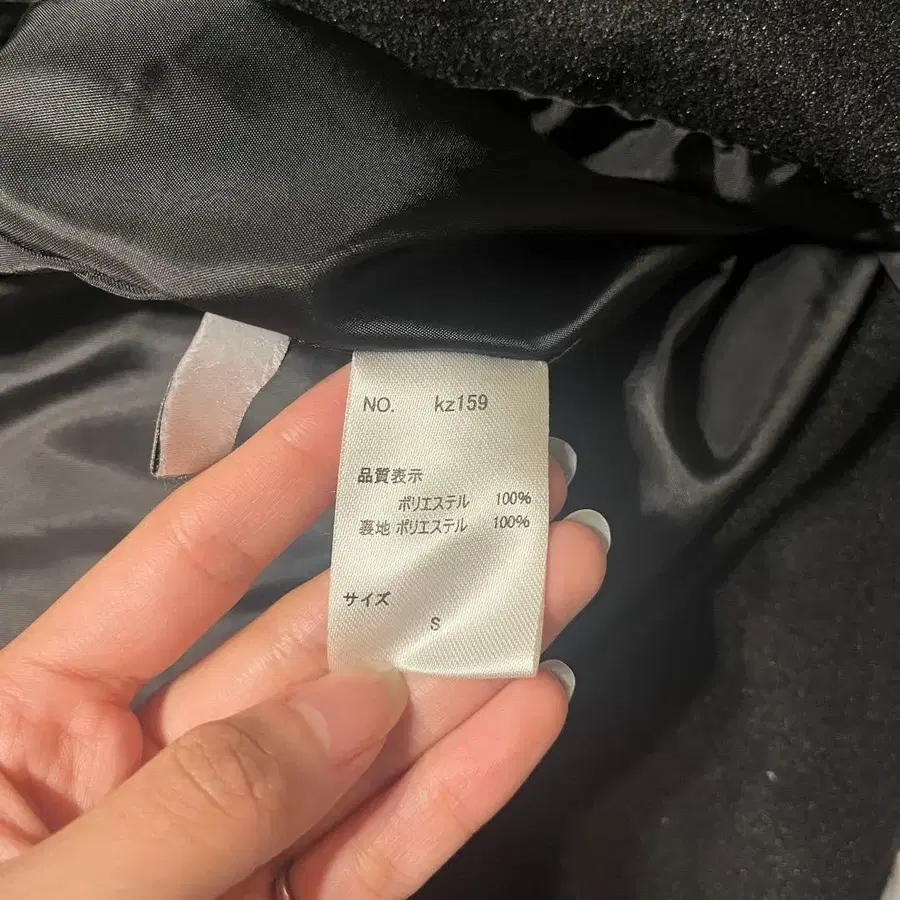 NO. kz159
品質表示
ポリエステル 100%
裏地 ポリエステル 100%
サイズ
S